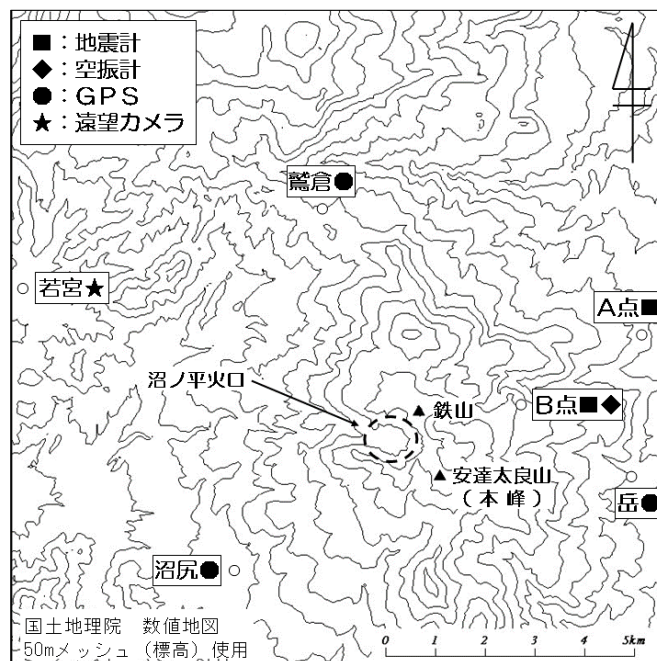 ■：地震計
◆：空振計
●：ＧＰＳ
★：遠望カメラ
鷲倉●
若宮★
Ａ点■
沼ノ平火口
▲鉄山
Ｂ点■◆
▲安達太良山
（本 峰）
岳●
沼尻●
国土地理院　数値地図
50mメッシュ（標高）使用
0 1 2 3 4 5km